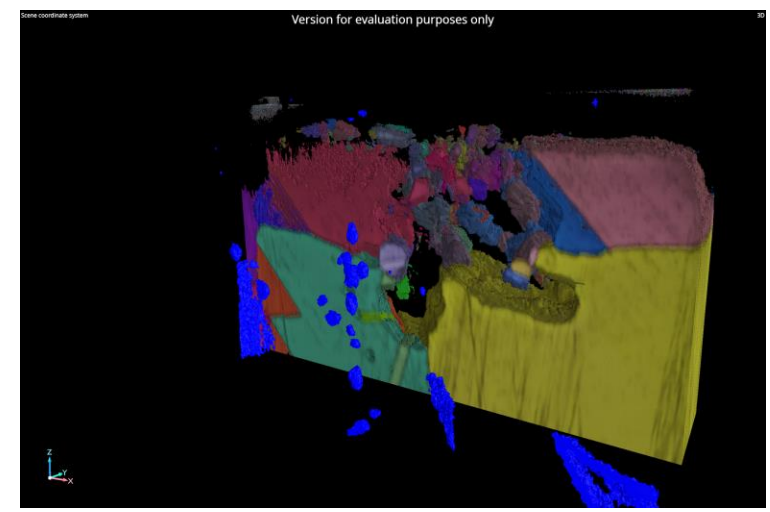 Scene coordinate system
Version for evaluation purposes only
3D
Z
Y
X